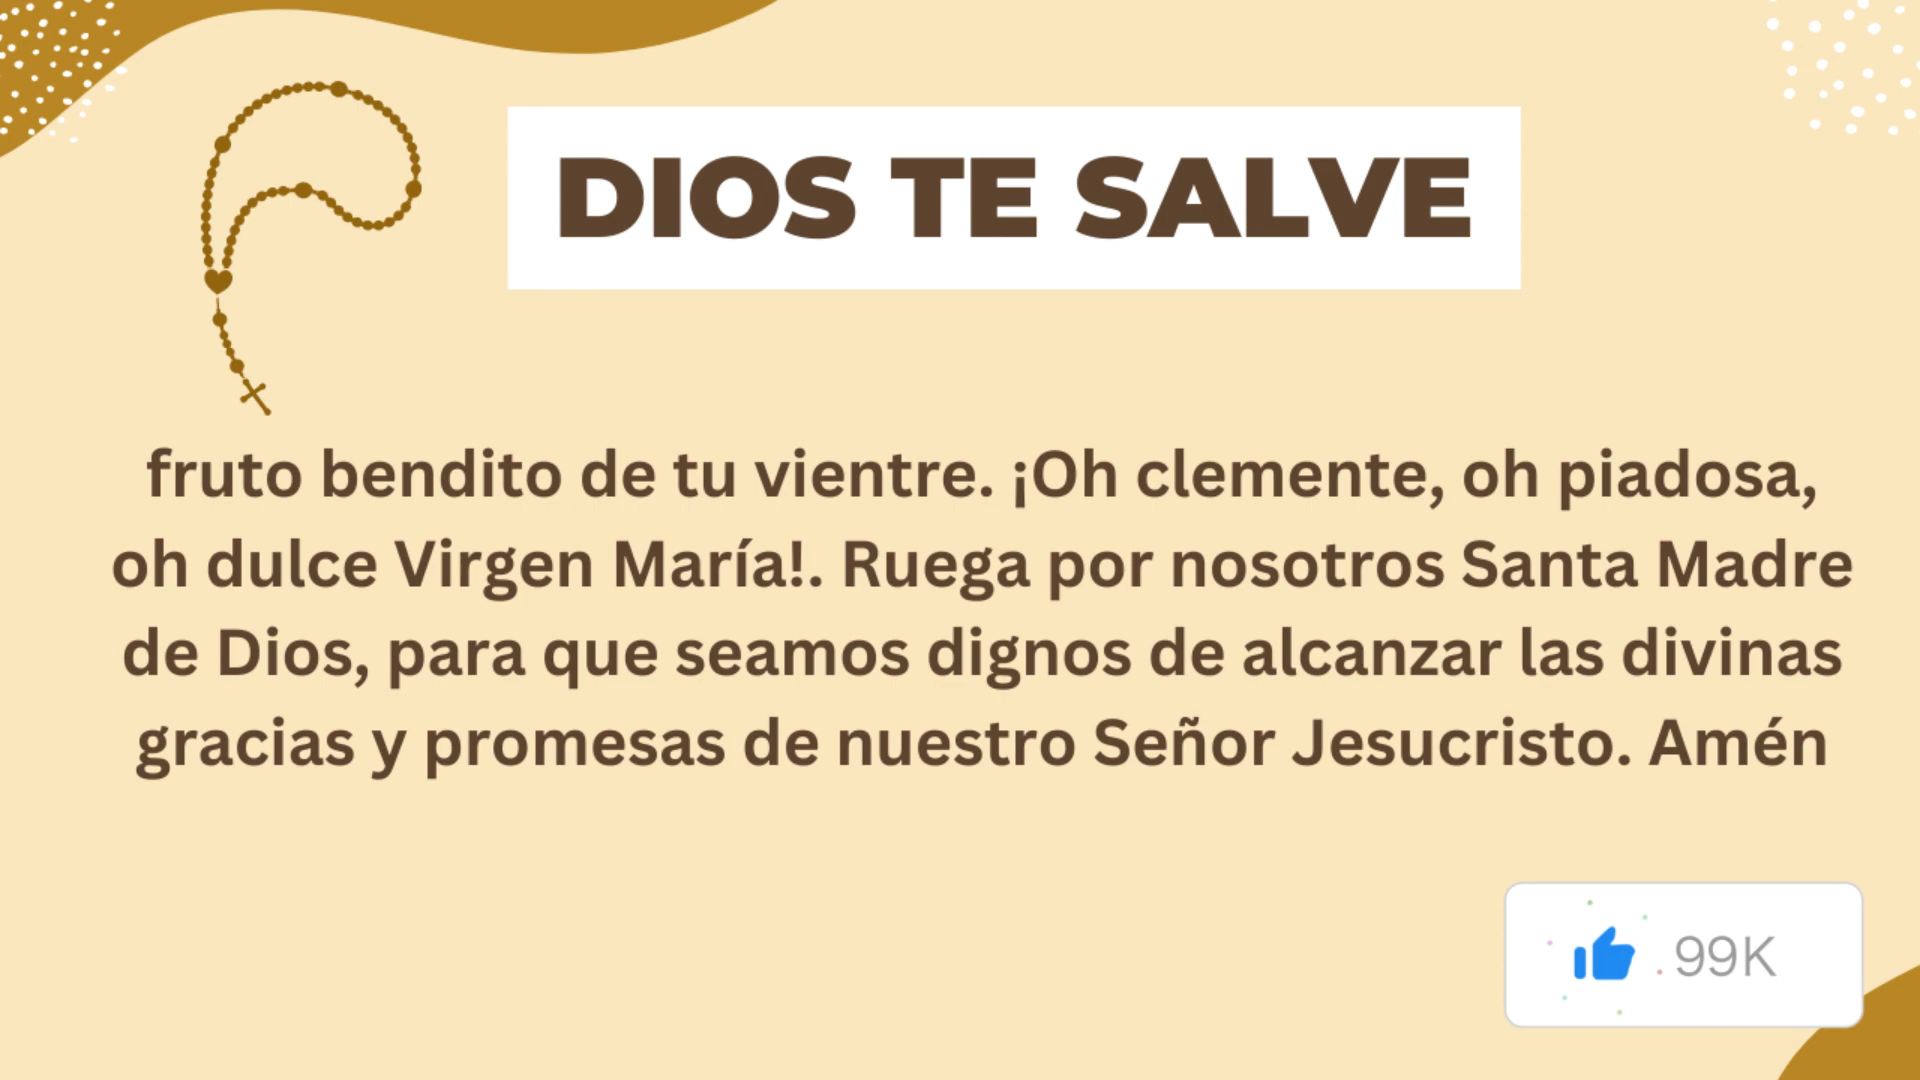 DIOS TE SALVE
fruto bendito de tu vientre. ¡Oh clemente, oh piadosa,
oh dulce Virgen María!. Ruega por nosotros Santa Madre
de Dios, para que seamos dignos de alcanzar las divinas
gracias y promesas de nuestro Señor Jesucristo. Amén
99K